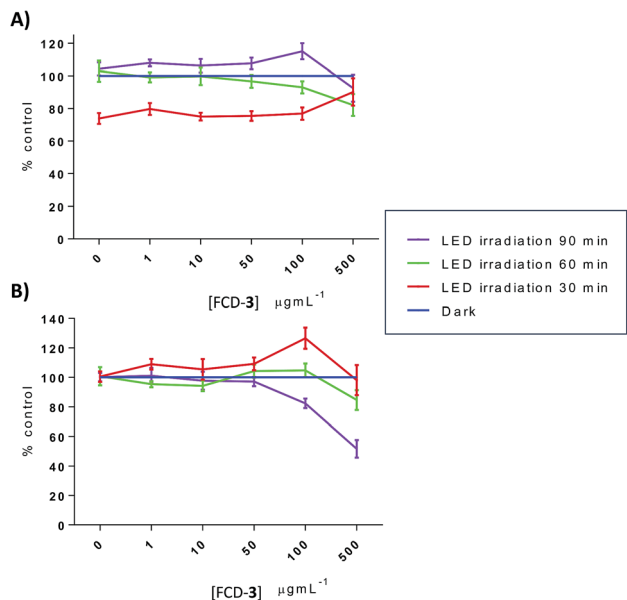 A)
120
100
80
60
40
20
0
% control
0 1 10 50 100 500
[FCD-3] µgmL⁻¹
LED irradiation 90 min
LED irradiation 60 min
LED irradiation 30 min
Dark
B)
140
120
100
80
60
40
20
0
% control
0 1 10 50 100 500
[FCD-3] µgmL⁻¹